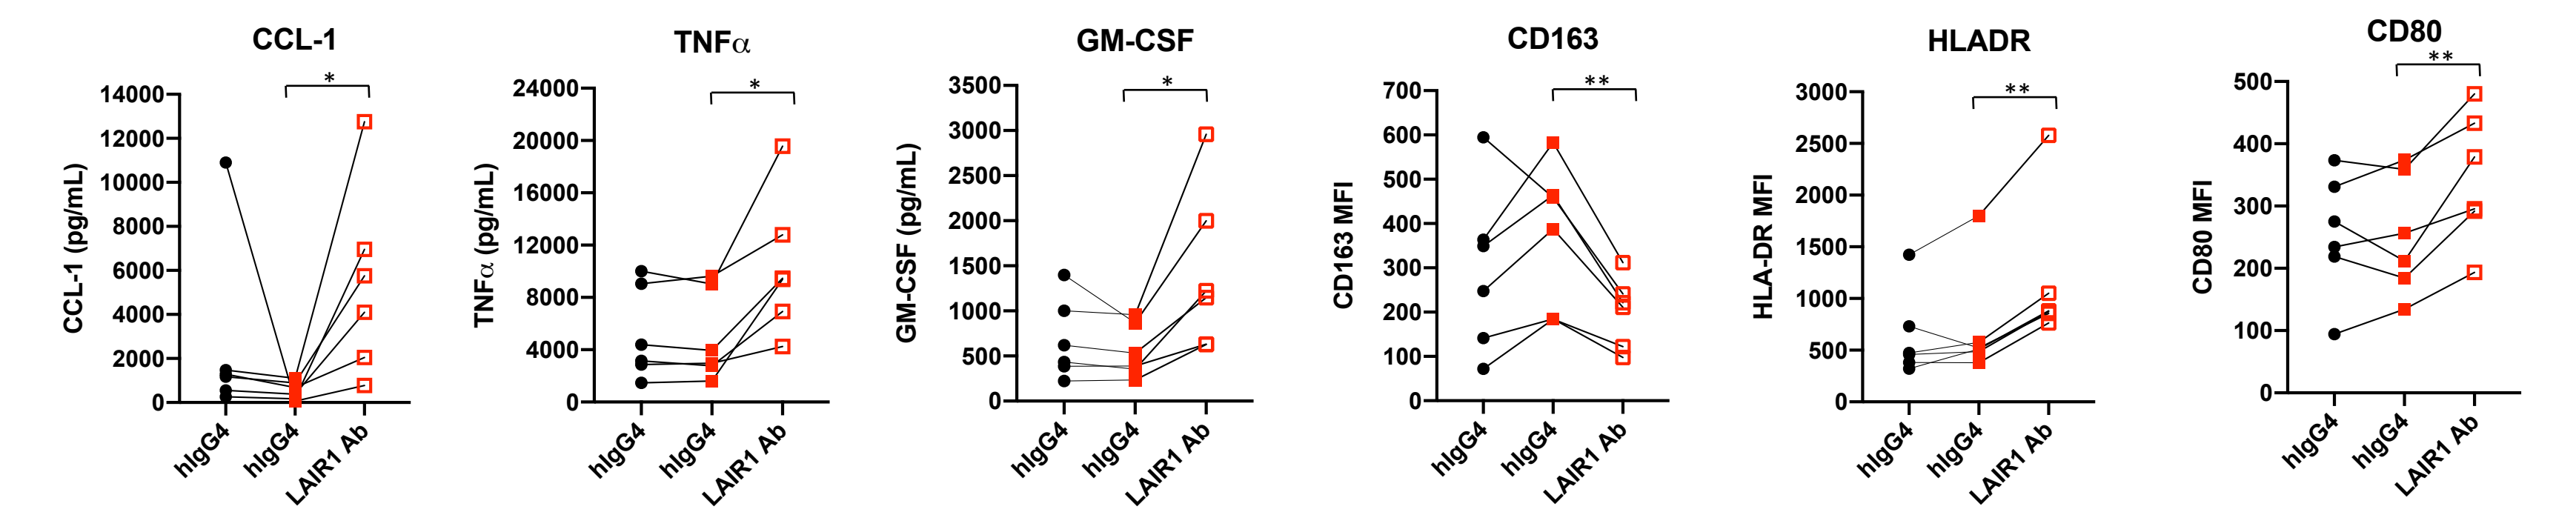 CCL-1
*
CCL-1 (pg/mL)
14000
12000
10000
8000
6000
4000
2000
0
hIgG4
hIgG4
LAIR1 Ab
TNFα
*
TNFα (pg/mL)
24000
20000
16000
12000
8000
4000
0
hIgG4
hIgG4
LAIR1 Ab
GM-CSF
*
GM-CSF (pg/mL)
3500
3000
2500
2000
1500
1000
500
0
hIgG4
hIgG4
LAIR1 Ab
CD163
**
CD163 MFI
700
600
500
400
300
200
100
0
hIgG4
hIgG4
LAIR1 Ab
HLADR
**
HLA-DR MFI
3000
2500
2000
1500
1000
500
0
hIgG4
hIgG4
LAIR1 Ab
CD80
**
CD80 MFI
500
400
300
200
100
0
hIgG4
hIgG4
LAIR1 Ab